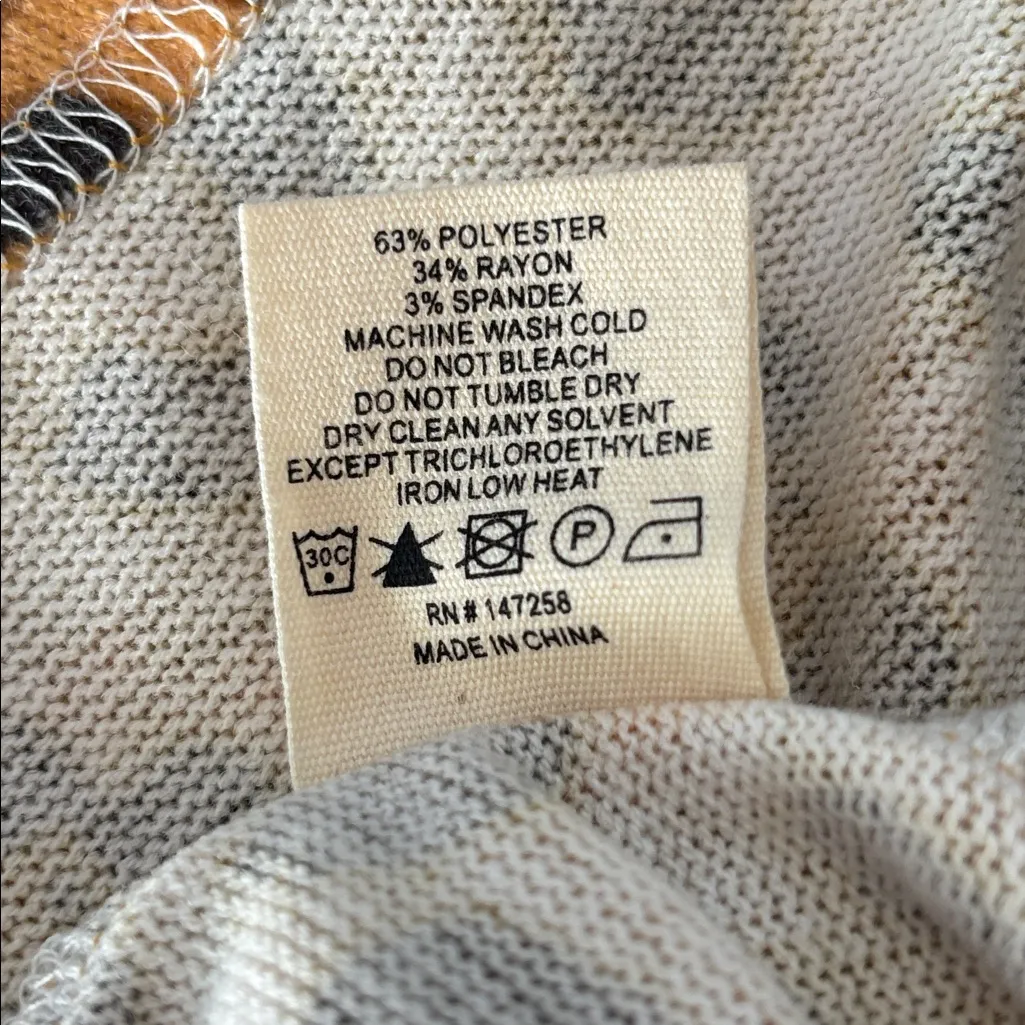 63% POLYESTER
34% RAYON
3% SPANDEX
MACHINE WASH COLD
DO NOT BLEACH
DO NOT TUMBLE DRY
DRY CLEAN ANY SOLVENT
EXCEPT TRICHLOROETHYLENE
IRON LOW HEAT
30C P
RN # 147258
MADE IN CHINA